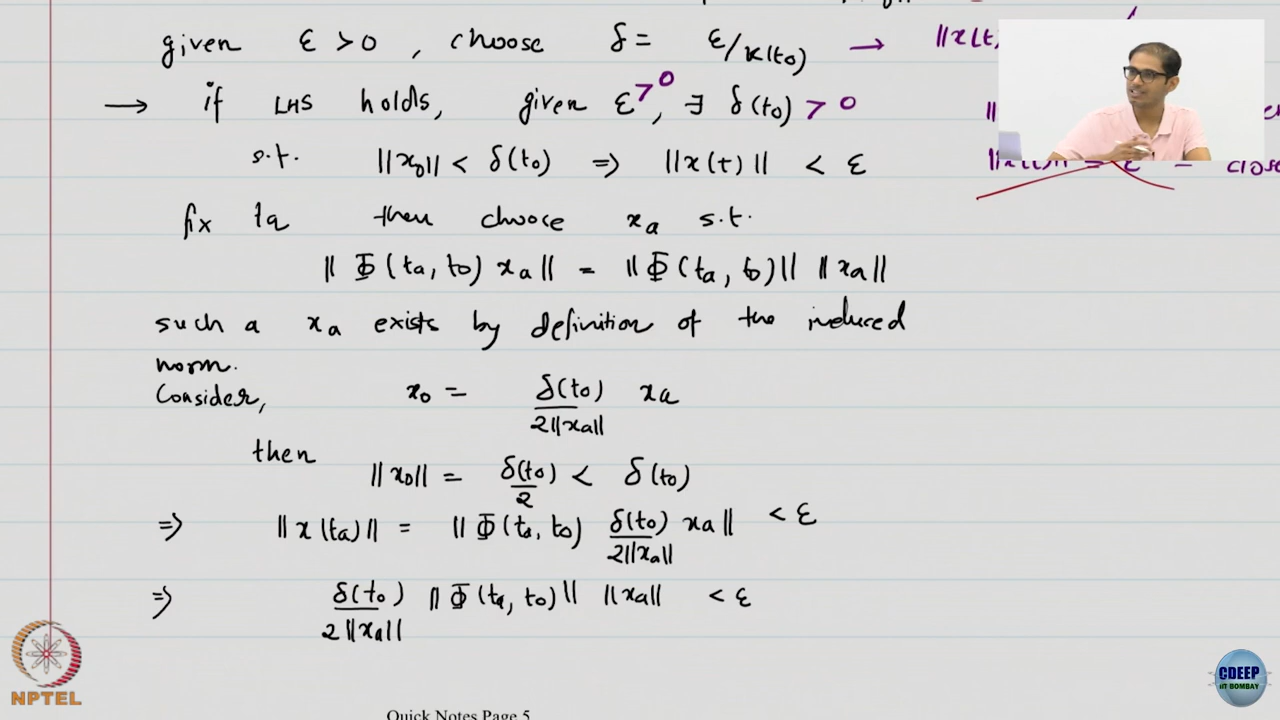 given ε > 0 , choose δ = ε/k(t₀) → ||x(t)
→ if LHS holds, given ε > 0 , ∃ δ(t₀) > 0
s.t. ||x₀|| < δ(t₀) ⇒ ||x(t)|| < ε
fix ta then choose xₐ s.t.
|| Φ(tₐ, t₀) xₐ|| = ||Φ(tₐ, t₀)|| ||xₐ||
such a xₐ exists by definition of the induced
norm.
Consider, x₀ = δ(t₀) / 2||xₐ|| xₐ
then
||x₀|| = δ(t₀)/2 < δ(t₀)
⇒ ||x(ta)|| = ||Φ(tₐ, t₀) δ(t₀) / 2||xₐ|| xₐ|| < ε
⇒ δ(t₀) / 2||xₐ|| ||Φ(tₐ, t₀)|| ||xₐ|| < ε
NPTEL
CDEEP
IIT BOMBAY
Quick Notes Page 5